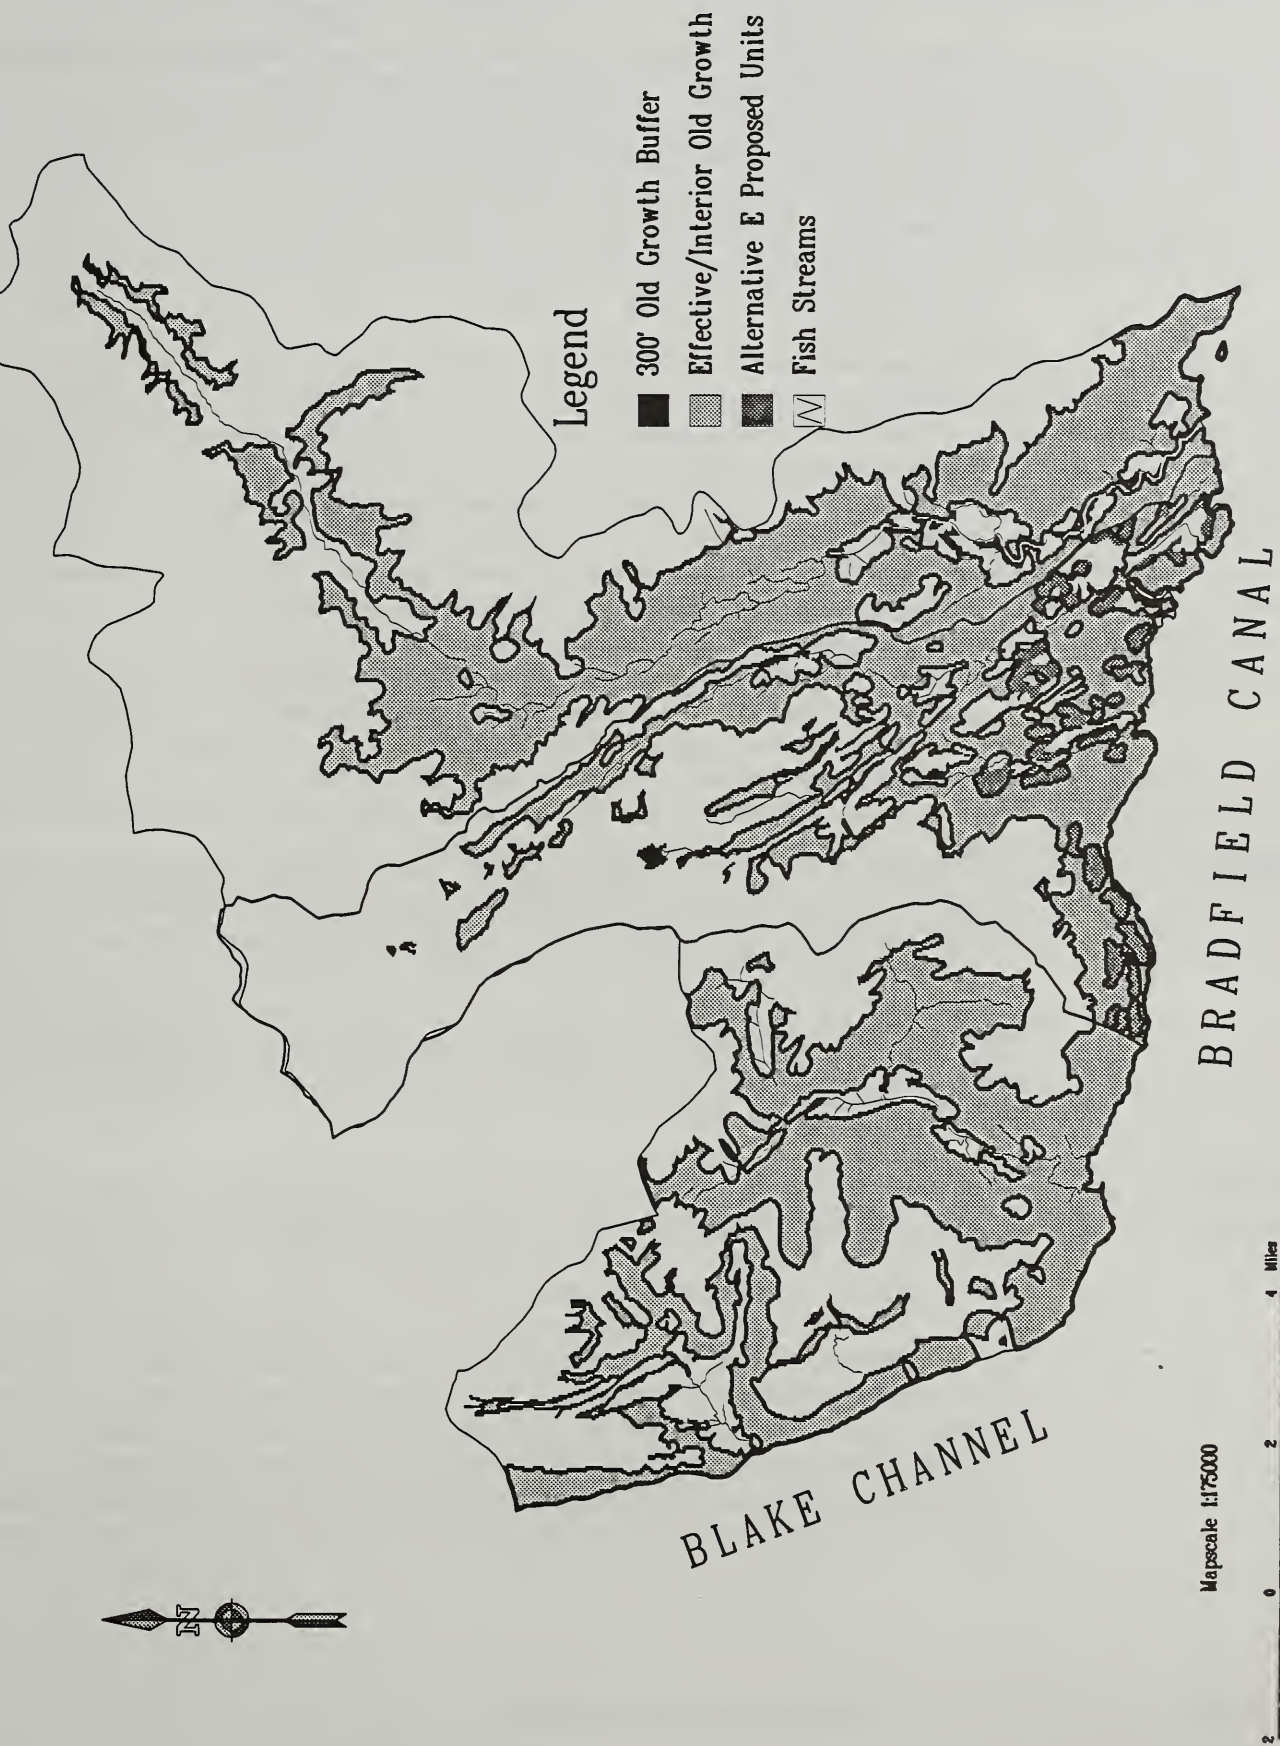 N
Legend
300' Old Growth Buffer
Effective/Interior Old Growth
Alternative E Proposed Units
Fish Streams
BLAKE CHANNEL
BRADFIELD CANAL
Mapscale 1:175000
2 0 2 4 Miles